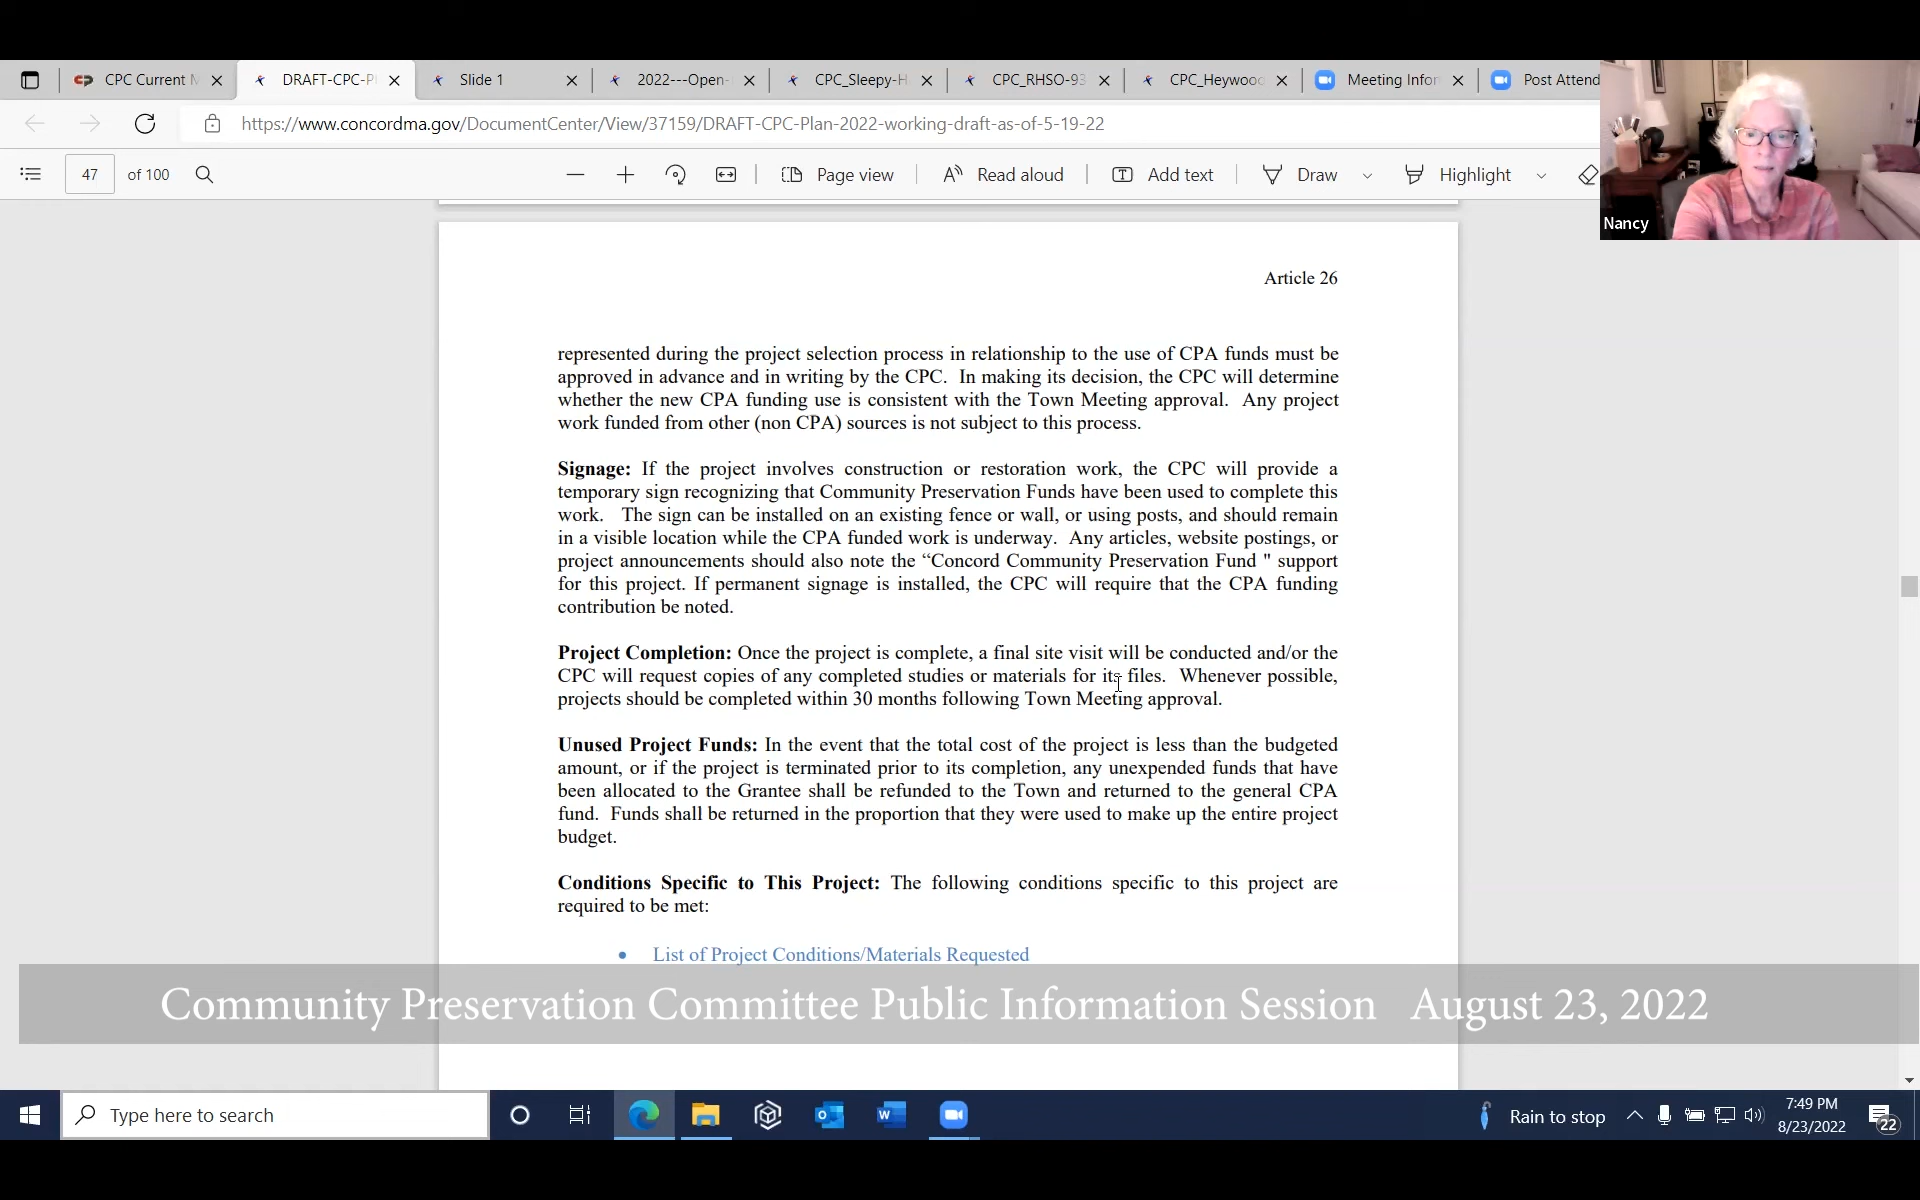 CPC Current M
DRAFT-CPC-Pl
Slide 1
2022---Open-
CPC_Sleepy-H
CPC_RHSO-93
CPC_Heywood
Meeting Infor
Post Attend
https://www.concordma.gov/DocumentCenter/View/37159/DRAFT-CPC-Plan-2022-working-draft-as-of-5-19-22
47 of 100
Page view
Read aloud
Add text
Draw
Highlight
Nancy
Article 26
represented during the project selection process in relationship to the use of CPA funds must be
approved in advance and in writing by the CPC. In making its decision, the CPC will determine
whether the new CPA funding use is consistent with the Town Meeting approval. Any project
work funded from other (non CPA) sources is not subject to this process.
Signage: If the project involves construction or restoration work, the CPC will provide a
temporary sign recognizing that Community Preservation Funds have been used to complete this
work. The sign can be installed on an existing fence or wall, or using posts, and should remain
in a visible location while the CPA funded work is underway. Any articles, website postings, or
project announcements should also note the “Concord Community Preservation Fund " support
for this project. If permanent signage is installed, the CPC will require that the CPA funding
contribution be noted.
Project Completion: Once the project is complete, a final site visit will be conducted and/or the
CPC will request copies of any completed studies or materials for its files. Whenever possible,
projects should be completed within 30 months following Town Meeting approval.
Unused Project Funds: In the event that the total cost of the project is less than the budgeted
amount, or if the project is terminated prior to its completion, any unexpended funds that have
been allocated to the Grantee shall be refunded to the Town and returned to the general CPA
fund. Funds shall be returned in the proportion that they were used to make up the entire project
budget.
Conditions Specific to This Project: The following conditions specific to this project are
required to be met:
• List of Project Conditions/Materials Requested
Community Preservation Committee Public Information Session August 23, 2022
Type here to search
Rain to stop
7:49 PM
8/23/2022
22